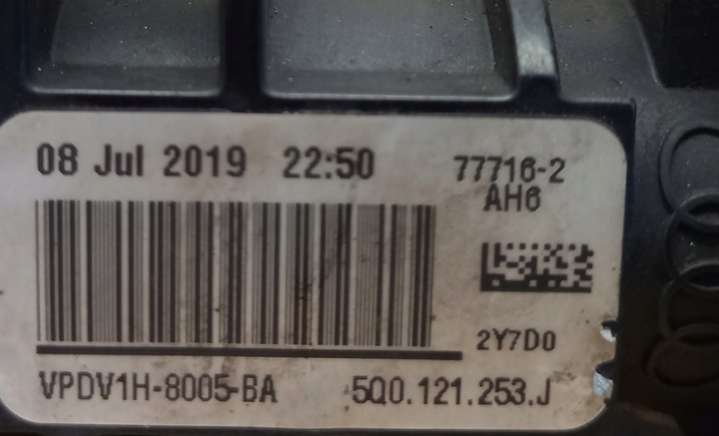 08 Jul 2019 22:50
77716-2
AH6
2Y7D0
VPDV1H-8005-BA 5Q0.121.253.J